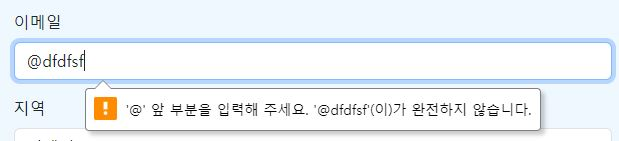 이메일
@dfdfsf
'@' 앞 부분을 입력해 주세요. '@dfdfsf'(이)가 완전하지 않습니다.
지역